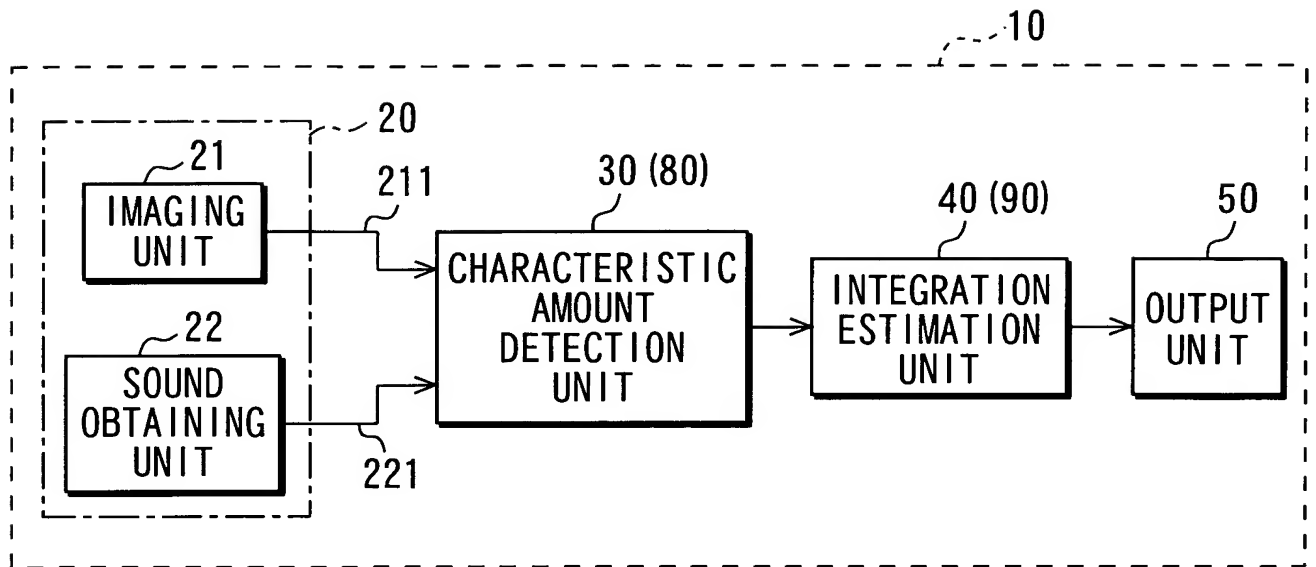 10
20
21
IMAGING
UNIT
211
22
SOUND
OBTAINING
UNIT
221
30 (80)
CHARACTERISTIC
AMOUNT
DETECTION
UNIT
40 (90)
INTEGRATION
ESTIMATION
UNIT
50
OUTPUT
UNIT